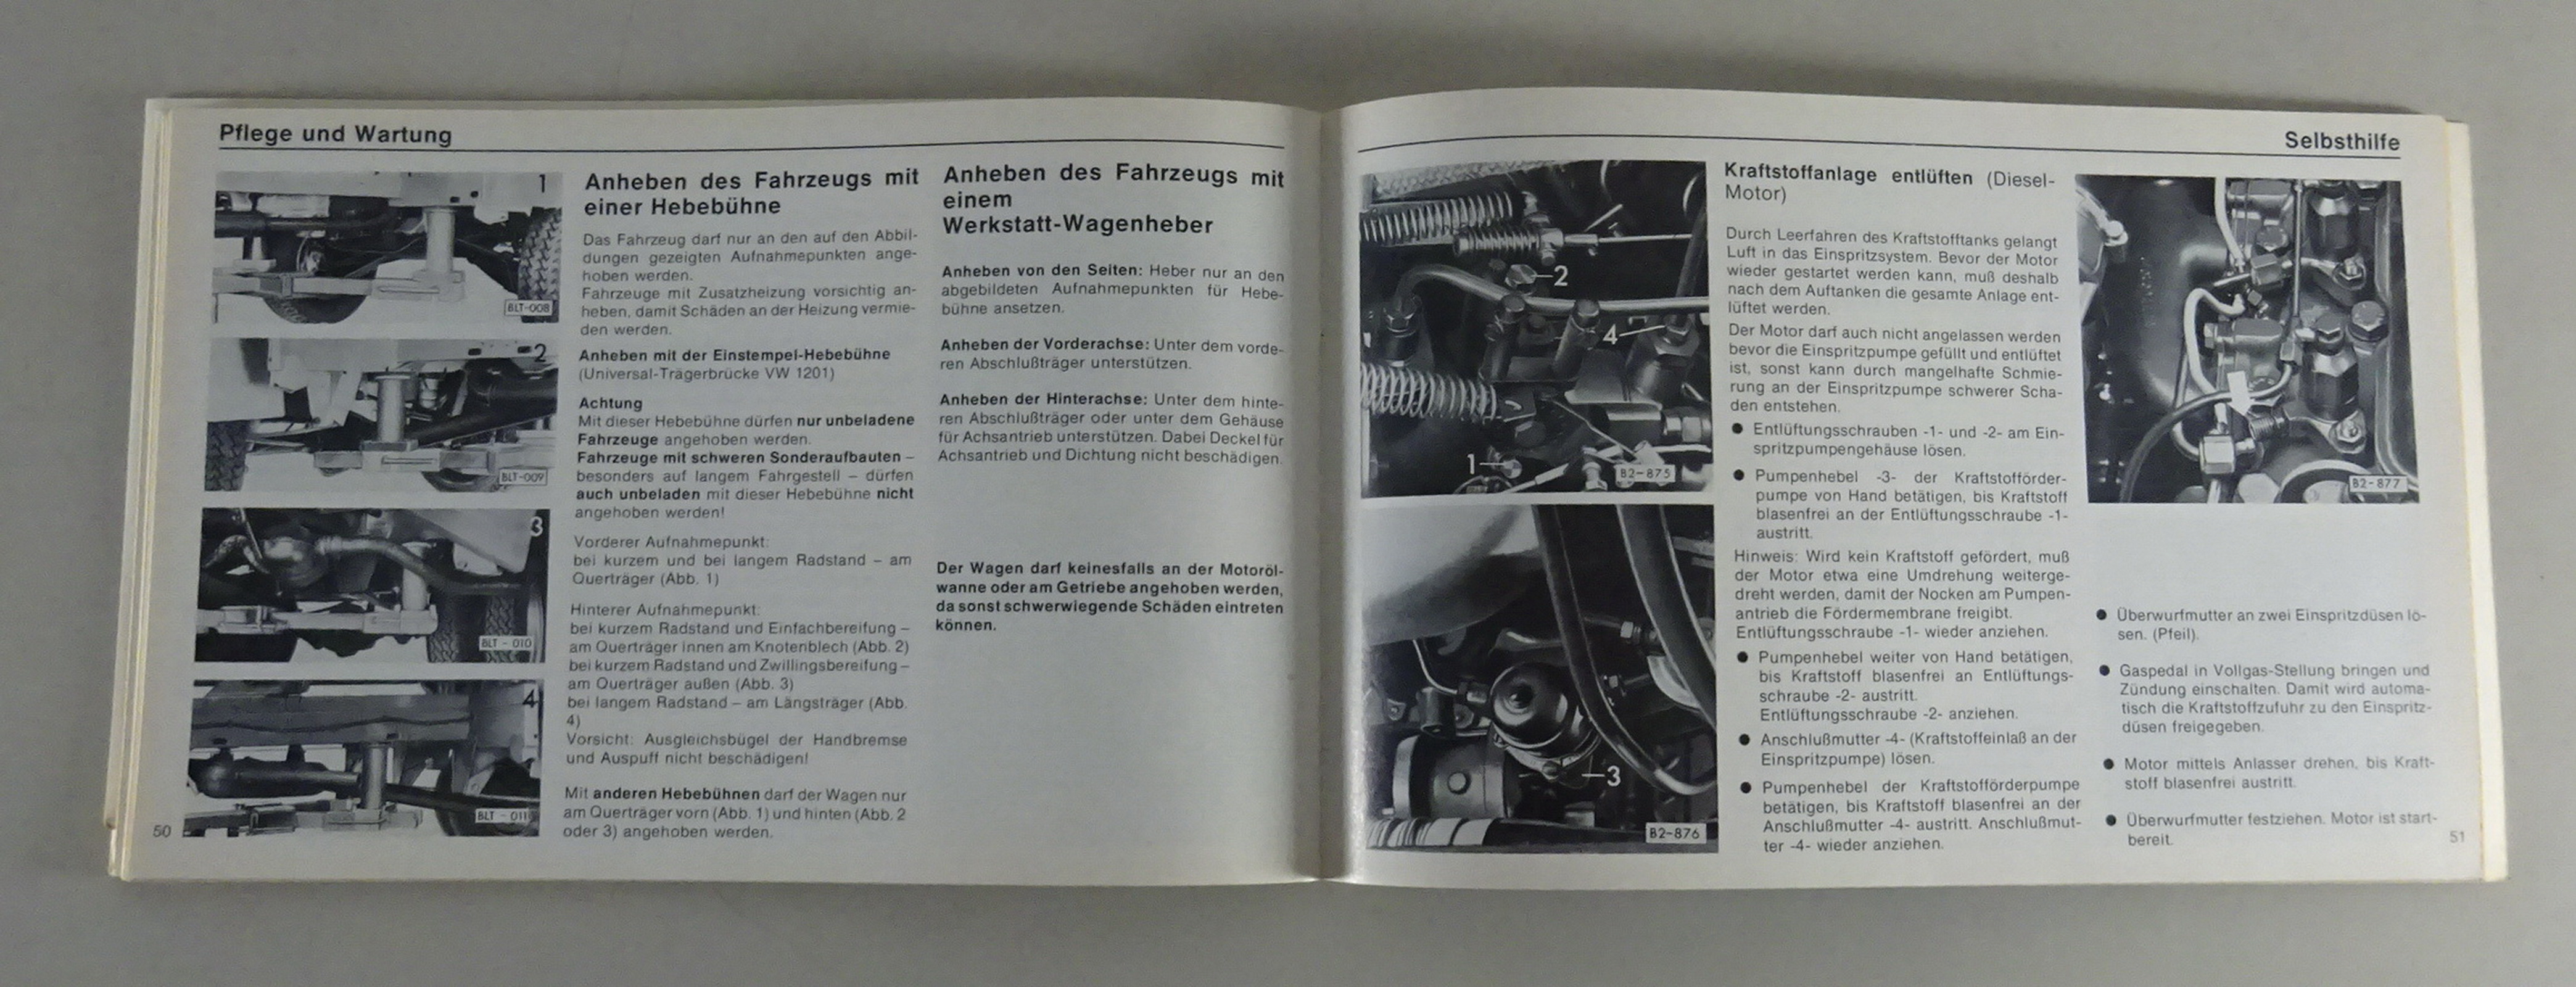 Pflege und Wartung
1
BLT-008
2
BLT-009
3
BLT - 010
4
BLT - 011
50
Anheben des Fahrzeugs mit
einer Hebebühne
Das Fahrzeug darf nur an den auf den Abbil-
dungen gezeigten Aufnahmepunkten ange-
hoben werden.
Fahrzeuge mit Zusatzheizung vorsichtig an-
heben, damit Schäden an der Heizung vermie-
den werden.
Anheben mit der Einstempel-Hebebühne
(Universal-Trägerbrücke VW 1201)
Achtung
Mit dieser Hebebühne dürfen nur unbeladene
Fahrzeuge angehoben werden.
Fahrzeuge mit schweren Sonderaufbauten –
besonders auf langem Fahrgestell – dürfen
auch unbeladen mit dieser Hebebühne nicht
angehoben werden!
Vorderer Aufnahmepunkt:
bei kurzem und bei langem Radstand – am
Querträger (Abb. 1)
Hinterer Aufnahmepunkt:
bei kurzem Radstand und Einfachbereifung –
am Querträger innen am Knotenblech (Abb. 2)
bei kurzem Radstand und Zwillingsbereifung –
am Querträger außen (Abb. 3)
bei langem Radstand – am Längsträger (Abb.
4)
Vorsicht: Ausgleichsbügel der Handbremse
und Auspuff nicht beschädigen!
Mit anderen Hebebühnen darf der Wagen nur
am Querträger vorn (Abb. 1) und hinten (Abb. 2
oder 3) angehoben werden.
Anheben des Fahrzeugs mit
einem
Werkstatt-Wagenheber
Anheben von den Seiten: Heber nur an den
abgebildeten Aufnahmepunkten für Hebe-
bühne ansetzen.
Anheben der Vorderachse: Unter dem vorde-
ren Abschlußträger unterstützen.
Anheben der Hinterachse: Unter dem hinte-
ren Abschlußträger oder unter dem Gehäuse
für Achsantrieb unterstützen. Dabei Deckel für
Achsantrieb und Dichtung nicht beschädigen.
Der Wagen darf keinesfalls an der Motoröl-
wanne oder am Getriebe angehoben werden,
da sonst schwerwiegende Schäden eintreten
können.
Selbsthilfe
2
4
1
B2-875
3
B2-876
Kraftstoffanlage entlüften (Diesel-
Motor)
Durch Leerfahren des Kraftstofftanks gelangt
Luft in das Einspritzsystem. Bevor der Motor
wieder gestartet werden kann, muß deshalb
nach dem Auftanken die gesamte Anlage ent-
lüftet werden.
Der Motor darf auch nicht angelassen werden
bevor die Einspritzpumpe gefüllt und entlüftet
ist, sonst kann durch mangelhafte Schmie-
rung an der Einspritzpumpe schwerer Scha-
den entstehen.
● Entlüftungsschrauben -1- und -2- am Ein-
spritzpumpengehäuse lösen.
● Pumpenhebel -3- der Kraftstofförder-
pumpe von Hand betätigen, bis Kraftstoff
blasenfrei an der Entlüftungsschraube -1-
austritt.
Hinweis: Wird kein Kraftstoff gefördert, muß
der Motor etwa eine Umdrehung weiterge-
dreht werden, damit der Nocken am Pumpen-
antrieb die Fördermembrane freigibt.
Entlüftungsschraube -1- wieder anziehen.
● Pumpenhebel weiter von Hand betätigen,
bis Kraftstoff blasenfrei an Entlüftungs-
schraube -2- austritt.
Entlüftungsschraube -2- anziehen.
● Anschlußmutter -4- (Kraftstoffeinlaß an der
Einspritzpumpe) lösen.
● Pumpenhebel der Kraftstofförderpumpe
betätigen, bis Kraftstoff blasenfrei an der
Anschlußmutter -4- austritt. Anschlußmut-
ter -4- wieder anziehen.
B2-877
● Überwurfmutter an zwei Einspritzdüsen lö-
sen. (Pfeil).
● Gaspedal in Vollgas-Stellung bringen und
Zündung einschalten. Damit wird automa-
tisch die Kraftstoffzufuhr zu den Einspritz-
düsen freigegeben.
● Motor mittels Anlasser drehen, bis Kraft-
stoff blasenfrei austritt.
● Überwurfmutter festziehen. Motor ist start-
bereit.
51